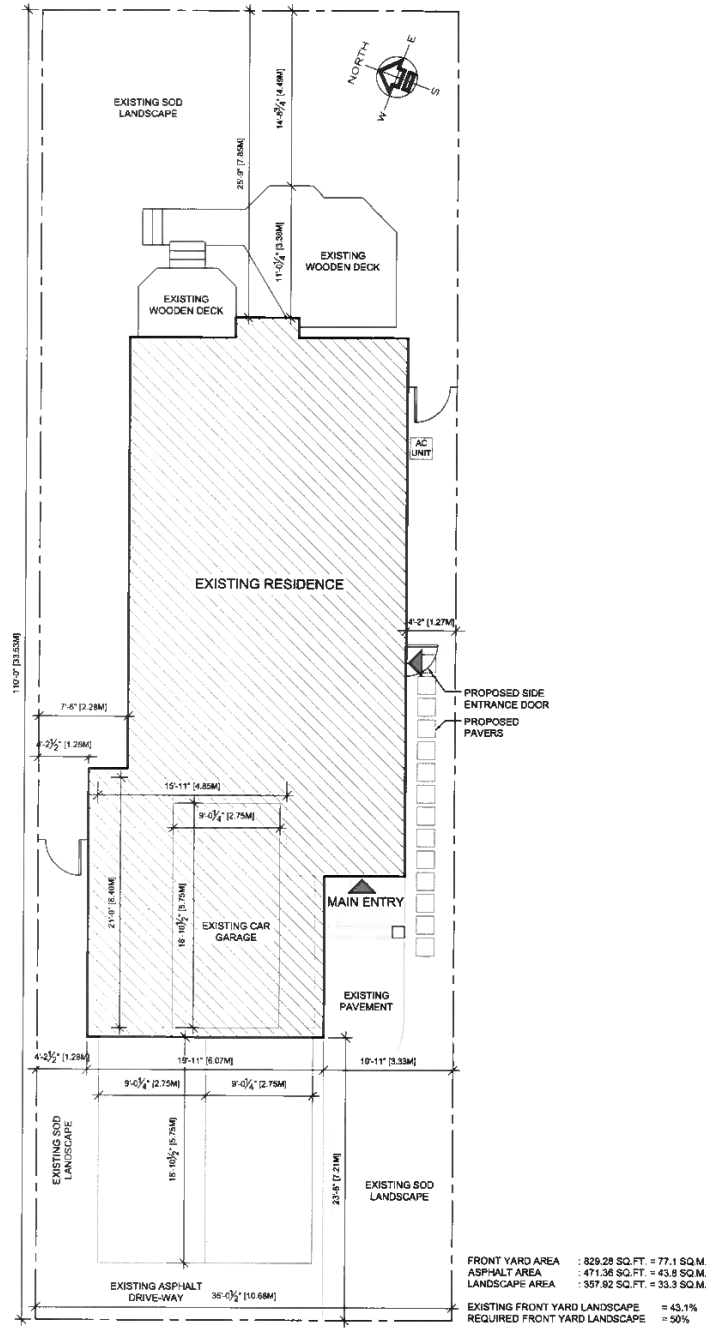 NORTH
E
S
W
EXISTING SOD
LANDSCAPE
14'-8¾" [4.49M]
25'-9" [7.85M]
11'-0¼" [3.38M]
EXISTING
WOODEN DECK
EXISTING
WOODEN DECK
AC
UNIT
EXISTING RESIDENCE
110'-0" [33.53M]
4'-2" [1.27M]
PROPOSED SIDE
ENTRANCE DOOR
PROPOSED
PAVERS
7'-6" [2.28M]
4'-2½" [1.28M]
15'-11" [4.85M]
9'-0¼" [2.75M]
21'-0" [6.40M]
18'-10½" [5.75M]
EXISTING CAR
GARAGE
MAIN ENTRY
EXISTING
PAVEMENT
4'-2½" [1.28M]
19'-11" [6.07M]
10'-11" [3.33M]
9'-0¼" [2.75M]
9'-0¼" [2.75M]
18'-10½" [5.75M]
23'-8" [7.21M]
EXISTING SOD
LANDSCAPE
EXISTING SOD
LANDSCAPE
EXISTING ASPHALT
DRIVE-WAY
35'-0½" [10.68M]
FRONT YARD AREA : 829.28 SQ.FT. = 77.1 SQ.M.
ASPHALT AREA : 471.36 SQ.FT. = 43.8 SQ.M.
LANDSCAPE AREA : 357.92 SQ.FT. = 33.3 SQ.M.
EXISTING FRONT YARD LANDSCAPE = 43.1%
REQUIRED FRONT YARD LANDSCAPE = 50%